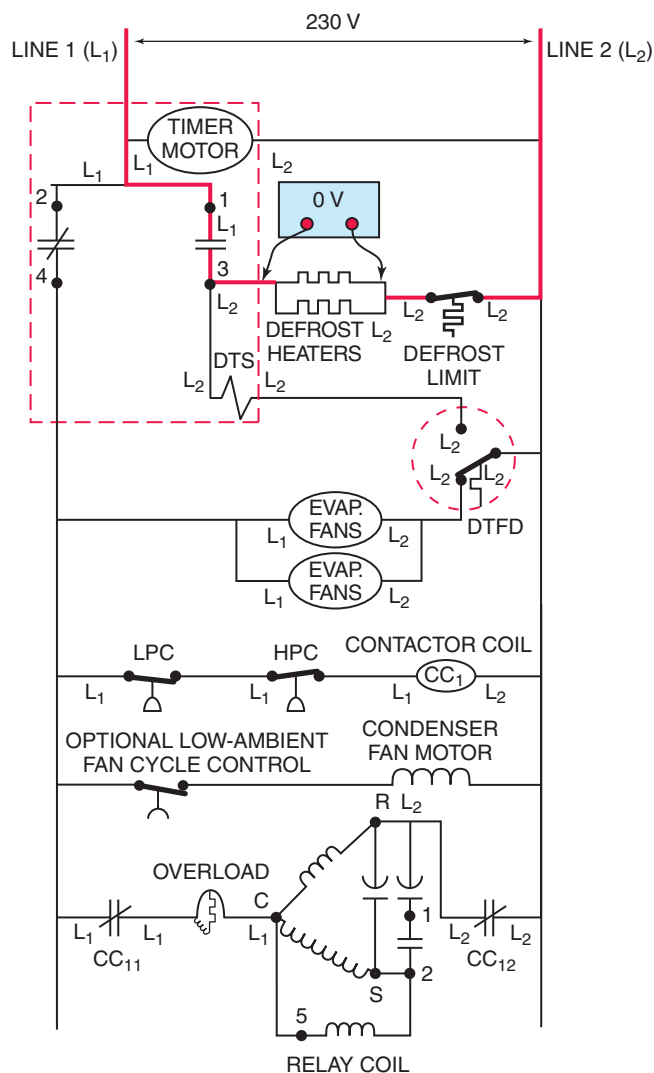 230 V
LINE 1 (L₁)
LINE 2 (L₂)
TIMER
MOTOR
L₁
L₁
L₂
2
1
0 V
L₁
4
3
L₂
DEFROST
HEATERS
L₂
L₂
L₂
DEFROST
LIMIT
DTS
L₂
L₂
L₂
L₂
L₂
DTFD
EVAP.
FANS
L₁
L₂
EVAP.
FANS
L₁
L₂
LPC
HPC
CONTACTOR COIL
L₁
L₁
L₁
CC₁
L₂
OPTIONAL LOW-AMBIENT
FAN CYCLE CONTROL
CONDENSER
FAN MOTOR
R
L₂
OVERLOAD
C
1
L₁
L₁
L₁
L₂
L₂
CC₁₁
CC₁₂
S
2
5
RELAY COIL